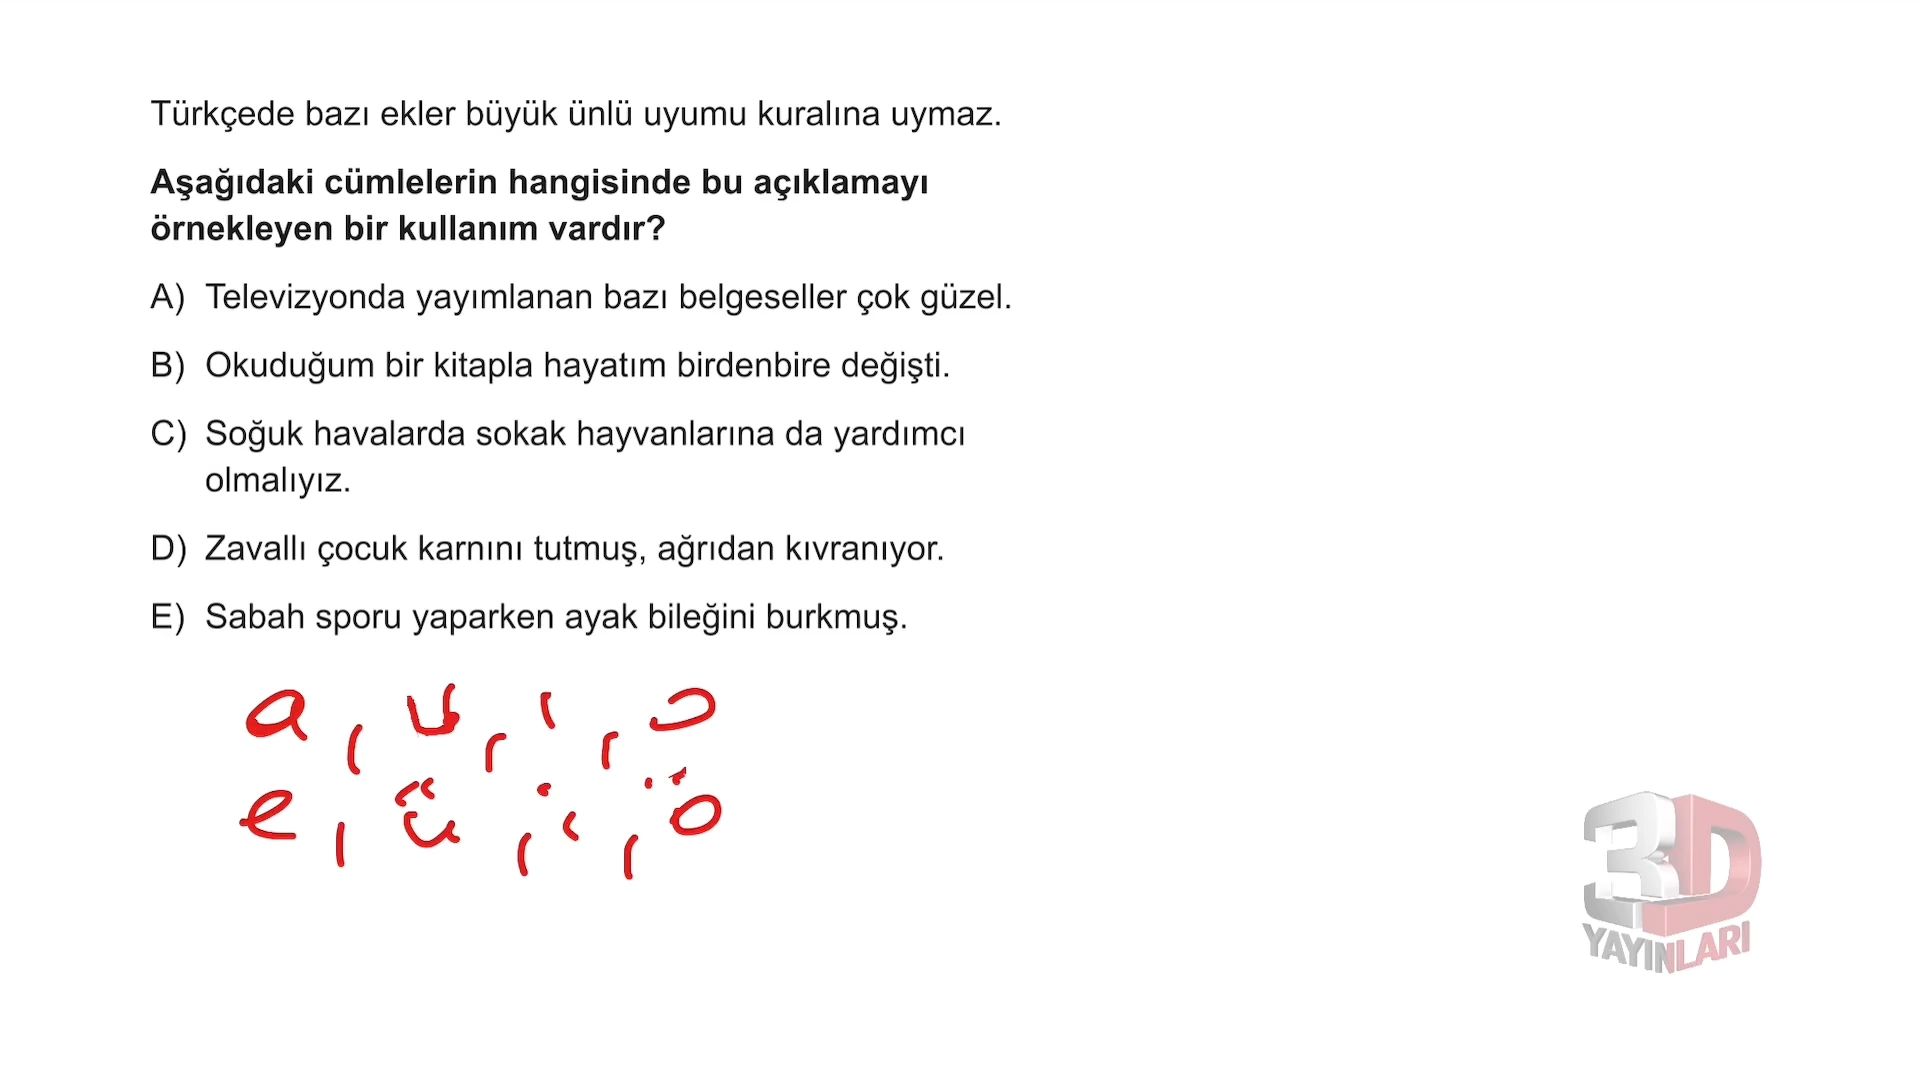 Türkçede bazı ekler büyük ünlü uyumu kuralına uymaz.
Aşağıdaki cümlelerin hangisinde bu açıklamayı
örnekleyen bir kullanım vardır?
A) Televizyonda yayımlanan bazı belgeseller çok güzel.
B) Okuduğum bir kitapla hayatım birdenbire değişti.
C) Soğuk havalarda sokak hayvanlarına da yardımcı
olmalıyız.
D) Zavallı çocuk karnını tutmuş, ağrıdan kıvranıyor.
E) Sabah sporu yaparken ayak bileğini burkmuş.
a, u, ı, o
e, ü, i, ö
3D
YAYINLARI